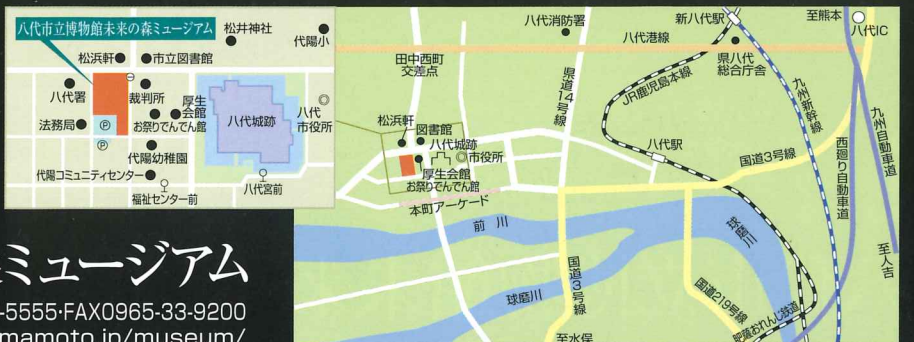 八代市立博物館未来の森ミュージアム
松井神社
代陽小
松浜軒
市立図書館
八代署
裁判所
厚生会館
お祭りでんでん館
法務局
Ⓟ
Ⓟ
八代城跡
八代市役所
代陽幼稚園
代陽コミュニティセンター
福祉センター前
八代宮前
八代消防署
新八代駅
至熊本
八代IC
八代港線
田中西町
交差点
県道14号線
JR鹿児島本線
県八代
総合庁舎
九州新幹線
西廻り自動車道
九州自動車道
松浜軒
図書館
八代城跡
市役所
厚生会館
お祭りでんでん館
本町アーケード
八代駅
国道3号線
前川
球磨川
球磨川
国道3号線
国道219号線
肥薩おれんじ鉄道
至人吉
至水俣
ミュージアム
-5555・FAX0965-33-9200
mamoto.jp/museum/